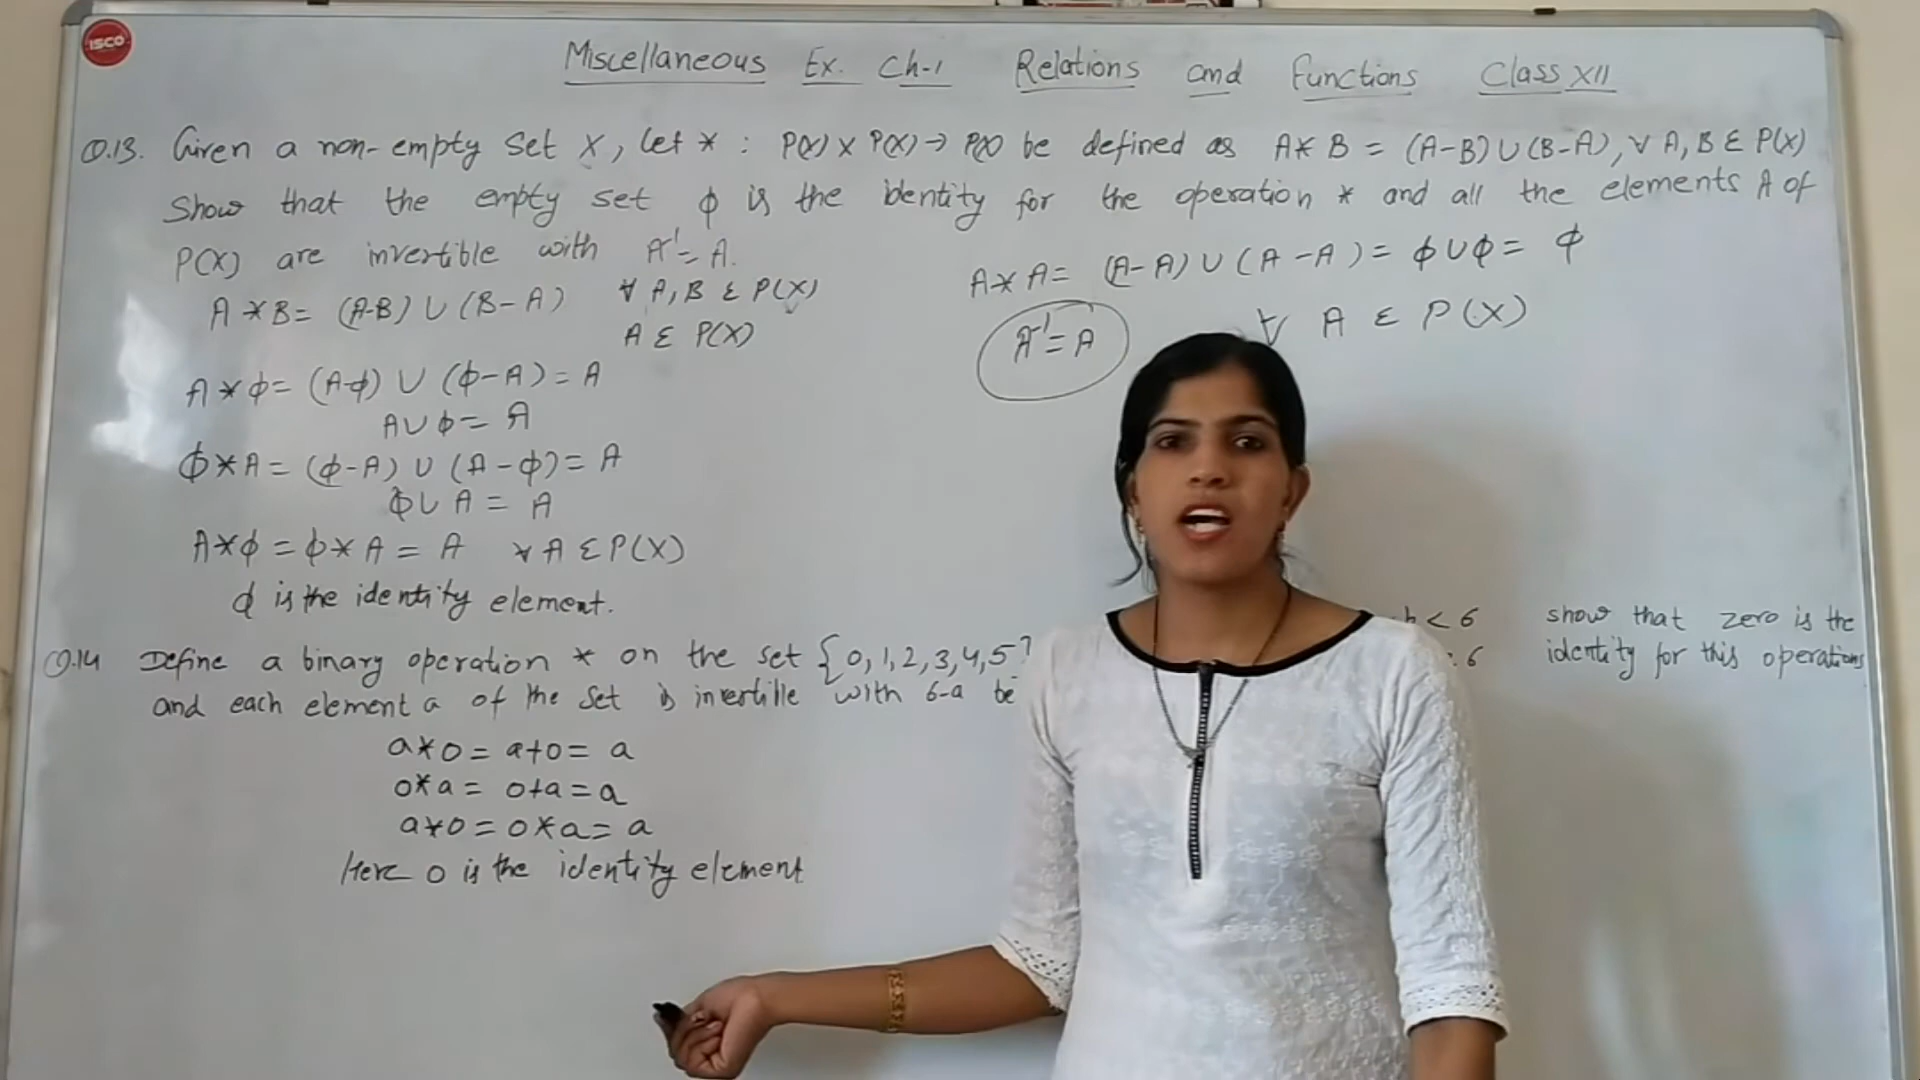 ISCO
Miscellaneous Ex. Ch-1 Relations and Functions Class XII
Q.13. Given a non-empty set X, let * : P(X) × P(X) → P(X) be defined as A * B = (A-B) ∪ (B-A), ∀ A, B ε P(X)
Show that the empty set ϕ is the identity for the operation * and all the elements A of
P(X) are invertible with A⁻¹ = A.
A * B = (A-B) ∪ (B-A) ∀ A, B ε P(X)
A ε P(X)
A * ϕ = (A-ϕ) ∪ (ϕ-A) = A
A ∪ ϕ = A
ϕ * A = (ϕ-A) ∪ (A-ϕ) = A
ϕ ∪ A = A
A * ϕ = ϕ * A = A ∀ A ε P(X)
ϕ is the identity element.
A * A = (A-A) ∪ (A-A) = ϕ ∪ ϕ = ϕ
A⁻¹ = A ∀ A ε P(X)
Q.14 Define a binary operation * on the set {0, 1, 2, 3, 4, 5 < 6 show that zero is the
6 identity for this operations
and each element a of the set is invertible with 6-a be
a * 0 = a + 0 = a
0 * a = 0 + a = a
a * 0 = 0 * a = a
Here 0 is the identity element